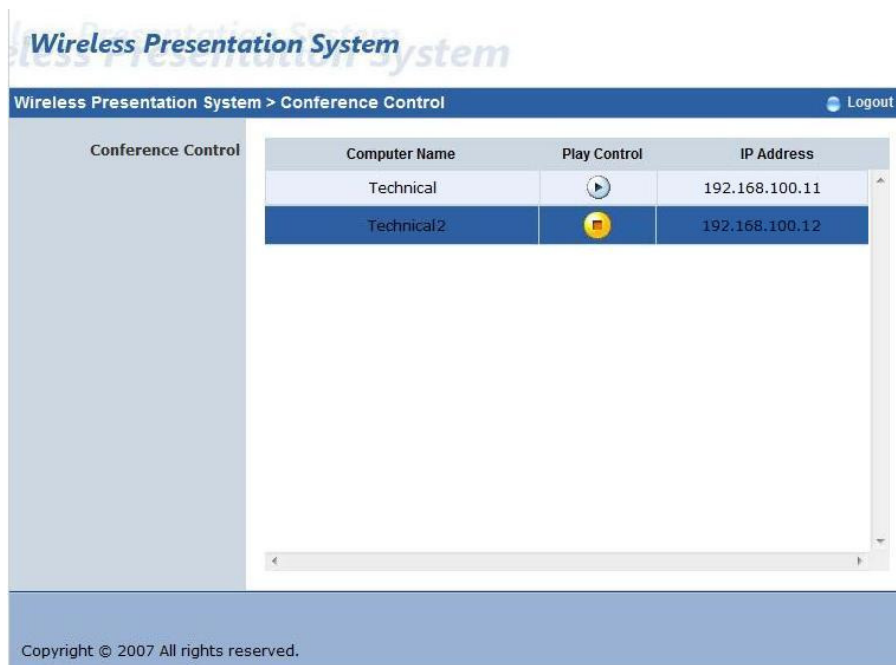 Wireless Presentation System
Wireless Presentation System > Conference Control Logout
Conference Control
Computer Name Play Control IP Address
Technical 192.168.100.11
Technical2 192.168.100.12
Copyright © 2007 All rights reserved.